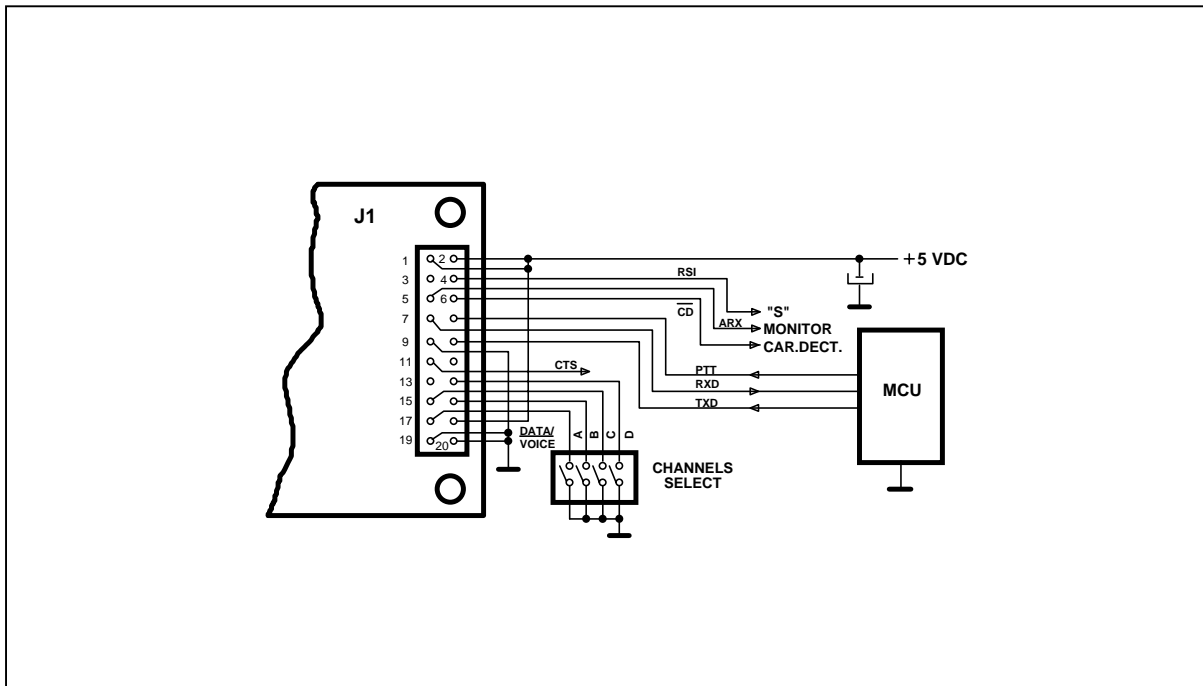 J1
1 2
3 4
5 6
7
9
11
13
15
17
19 20
+5 VDC
RSI
CD
ARX
"S"
MONITOR
CAR.DECT.
PTT
RXD
TXD
MCU
CTS
DATA/
VOICE
A B C D
CHANNELS
SELECT